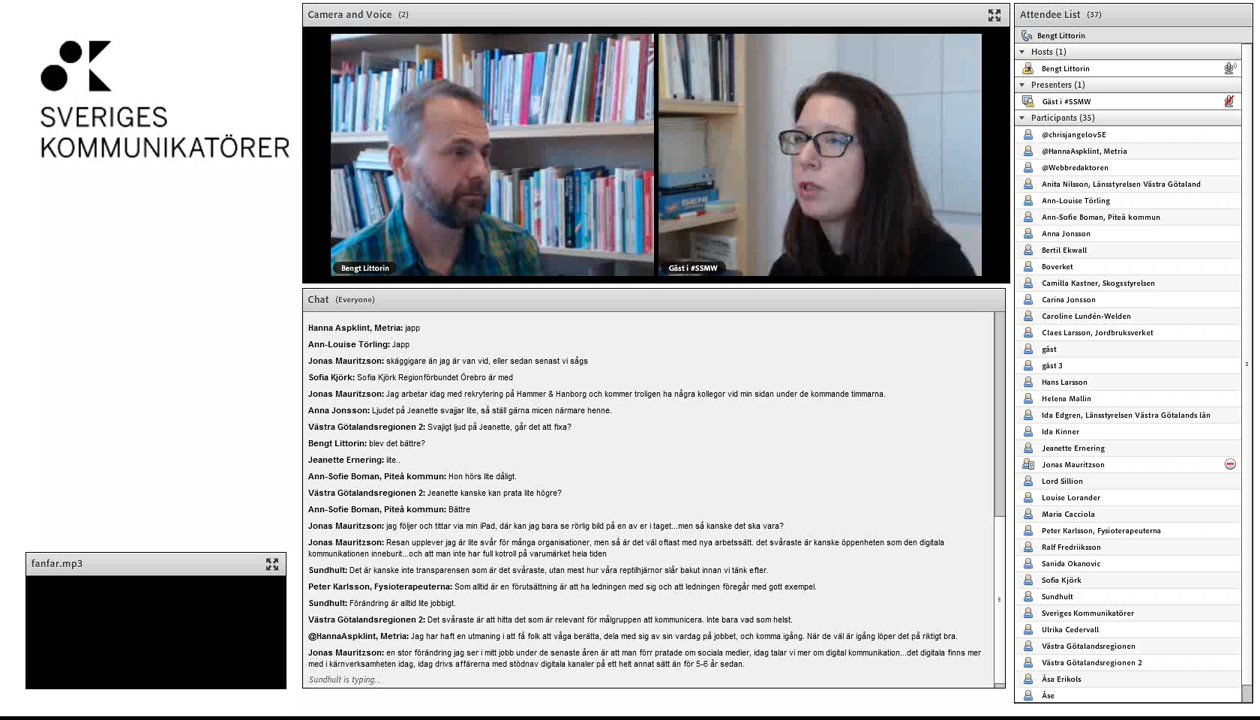 SVERIGES
KOMMUNIKATÖRER
Camera and Voice (2)
Bengt Littorin
Gäst i #SSMW
Chat (Everyone)
Hanna Aspklint, Metria: japp
Ann-Louise Törling: Japp
Jonas Mauritzson: skäggigare än jag är van vid, eller sedan senast vi sågs
Sofia Kjörk: Sofia Kjörk Regionförbundet Örebro är med
Jonas Mauritzson: Jag arbetar idag med rekrytering på Hammer & Hanborg och kommer troligen ha några kollegor vid min sidan under de kommande timmarna.
Anna Jonsson: Ljudet på Jeanette svajjar lite, så ställ gärna micen närmare henne.
Västra Götalandsregionen 2: Svajigt ljud på Jeanette, går det att fixa?
Bengt Littorin: blev det bättre?
Jeanette Ernering: lite..
Ann-Sofie Boman, Piteå kommun: Hon hörs lite dåligt.
Västra Götalandsregionen 2: Jeanette kanske kan prata lite högre?
Ann-Sofie Boman, Piteå kommun: Bättre
Jonas Mauritzson: jag följer och tittar via min iPad, där kan jag bara se rörlig bild på en av er i taget...men så kanske det ska vara?
Jonas Mauritzson: Resan upplever jag är lite svår för många organisationer, men så är det väl oftast med nya arbetssätt. det svåraste är kanske öppenheten som den digitala
kommunikationen inneburit...och att man inte har full kotroll på varumärket hela tiden
Sundhult: Det är kanske inte transparensen som är det svåraste, utan mest hur våra reptilhjärnor slår bakut innan vi tänk efter.
Peter Karlsson, Fysioterapeuterna: Som alltid är en förutsättning är att ha ledningen med sig och att ledningen föregår med gott exempel.
Sundhult: Förändring är alltid lite jobbigt.
Västra Götalandsregionen 2: Det svåraste är att hitta det som är relevant för målgruppen att kommunicera. Inte bara vad som helst.
@HannaAspklint, Metria: Jag har haft en utmaning i att få folk att våga berätta, dela med sig av sin vardag på jobbet, och komma igång. När de väl är igång löper det på riktigt bra.
Jonas Mauritzson: en stor förändring jag ser i mitt jobb under de senaste åren är att man förr pratade om sociala medier, idag talar vi mer om digital kommunikation...det digitala finns mer
med i kärnverksamheten idag, idag drivs affärerna med stödnav digitala kanaler på ett helt annat sätt än för 5-6 år sedan.
Sundhult is typing...
fanfar.mp3
Attendee List (37)
Bengt Littorin
Hosts (1)
Bengt Littorin
Presenters (1)
Gäst i #SSMW
Participants (35)
@chrisjangelovSE
@HannaAspklint, Metria
@Webbredaktoren
Anita Nilsson, Länsstyrelsen Västra Götaland
Ann-Louise Törling
Ann-Sofie Boman, Piteå kommun
Anna Jonsson
Bertil Ekwall
Boverket
Camilla Kastner, Skogsstyrelsen
Carina Jonsson
Caroline Lundén-Welden
Claes Larsson, Jordbruksverket
gäst
gäst 3
Hans Larsson
Helena Mallin
Ida Edgren, Länsstyrelsen Västra Götalands län
Ida Kinner
Jeanette Ernering
Jonas Mauritzson
Lord Sillion
Louise Lorander
Maria Cacciola
Peter Karlsson, Fysioterapeuterna
Ralf Fredriiksson
Sanida Okanovic
Sofia Kjörk
Sundhult
Sveriges Kommunikatörer
Ulrika Cedervall
Västra Götalandsregionen
Västra Götalandsregionen 2
Åsa Erikols
Åse